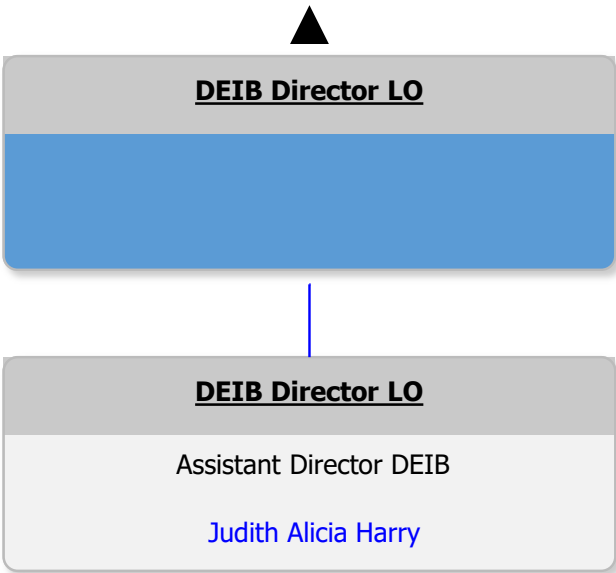 DEIB Director LO
DEIB Director LO
Assistant Director DEIB
Judith Alicia Harry